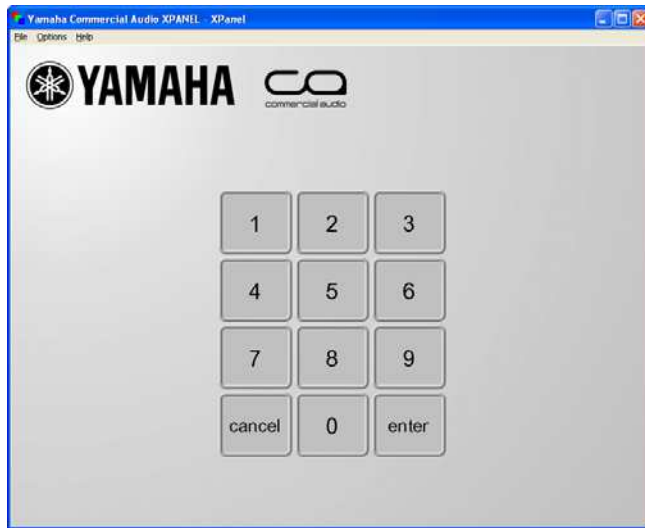 Yamaha Commercial Audio XPANEL - XPanel
File Options Help
YAMAHA ca
commercial audio
1 2 3
4 5 6
7 8 9
cancel 0 enter